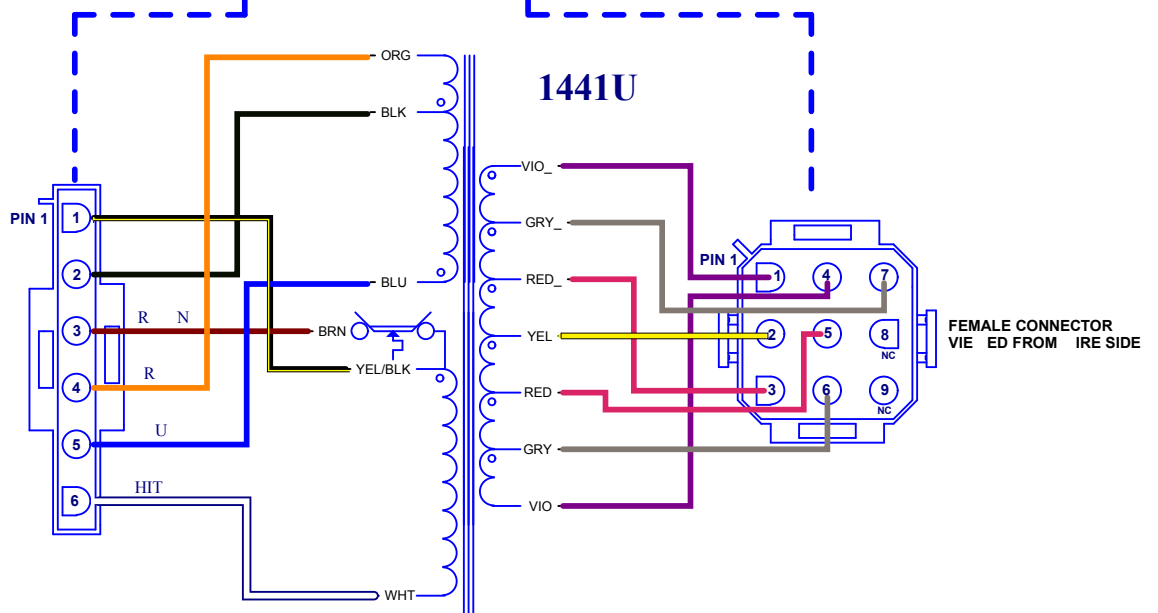 1441U
ORG
BLK
BLU
BRN
YEL/BLK
WHT
VIO_
GRY_
RED_
YEL
RED
GRY
VIO
PIN 1
1
2
3
4
5
6
R N
R
U
HIT
PIN 1
1
4
7
2
5
8
NC
3
6
9
NC
FEMALE CONNECTOR
VIE ED FROM IRE SIDE